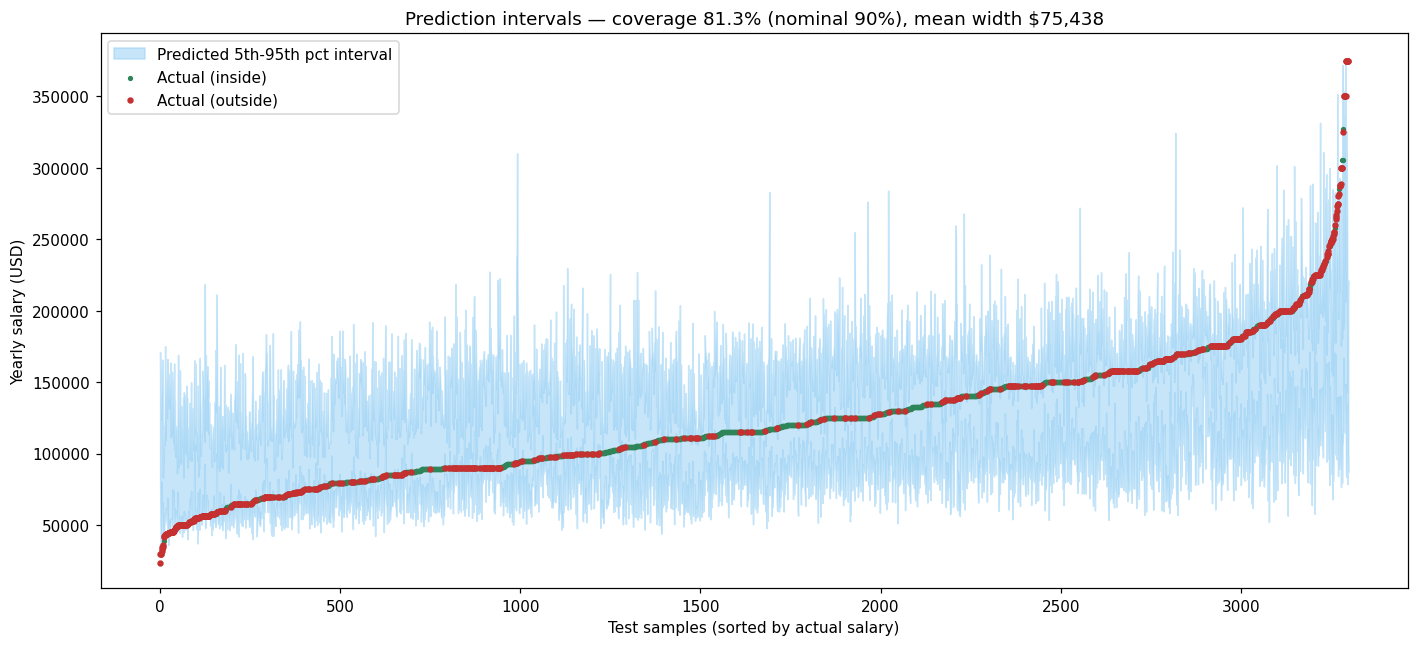 Prediction intervals — coverage 81.3% (nominal 90%), mean width $75,438
Predicted 5th-95th pct interval
Actual (inside)
Actual (outside)
Yearly salary (USD)
350000
300000
250000
200000
150000
100000
50000
0 500 1000 1500 2000 2500 3000
Test samples (sorted by actual salary)